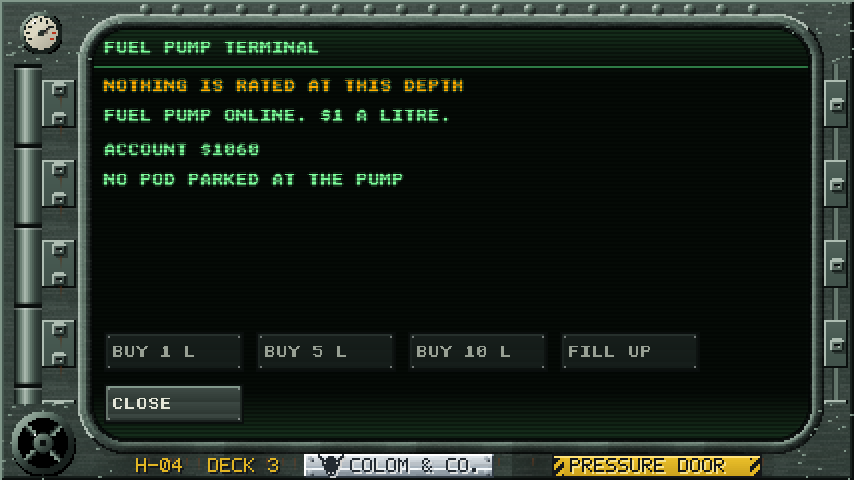 FUEL PUMP TERMINAL
NOTHING IS RATED AT THIS DEPTH
FUEL PUMP ONLINE. $1 A LITRE.
ACCOUNT $1060
NO POD PARKED AT THE PUMP
BUY 1 L
BUY 5 L
BUY 10 L
FILL UP
CLOSE
H-04 DECK 3
COLOM & CO.
PRESSURE DOOR